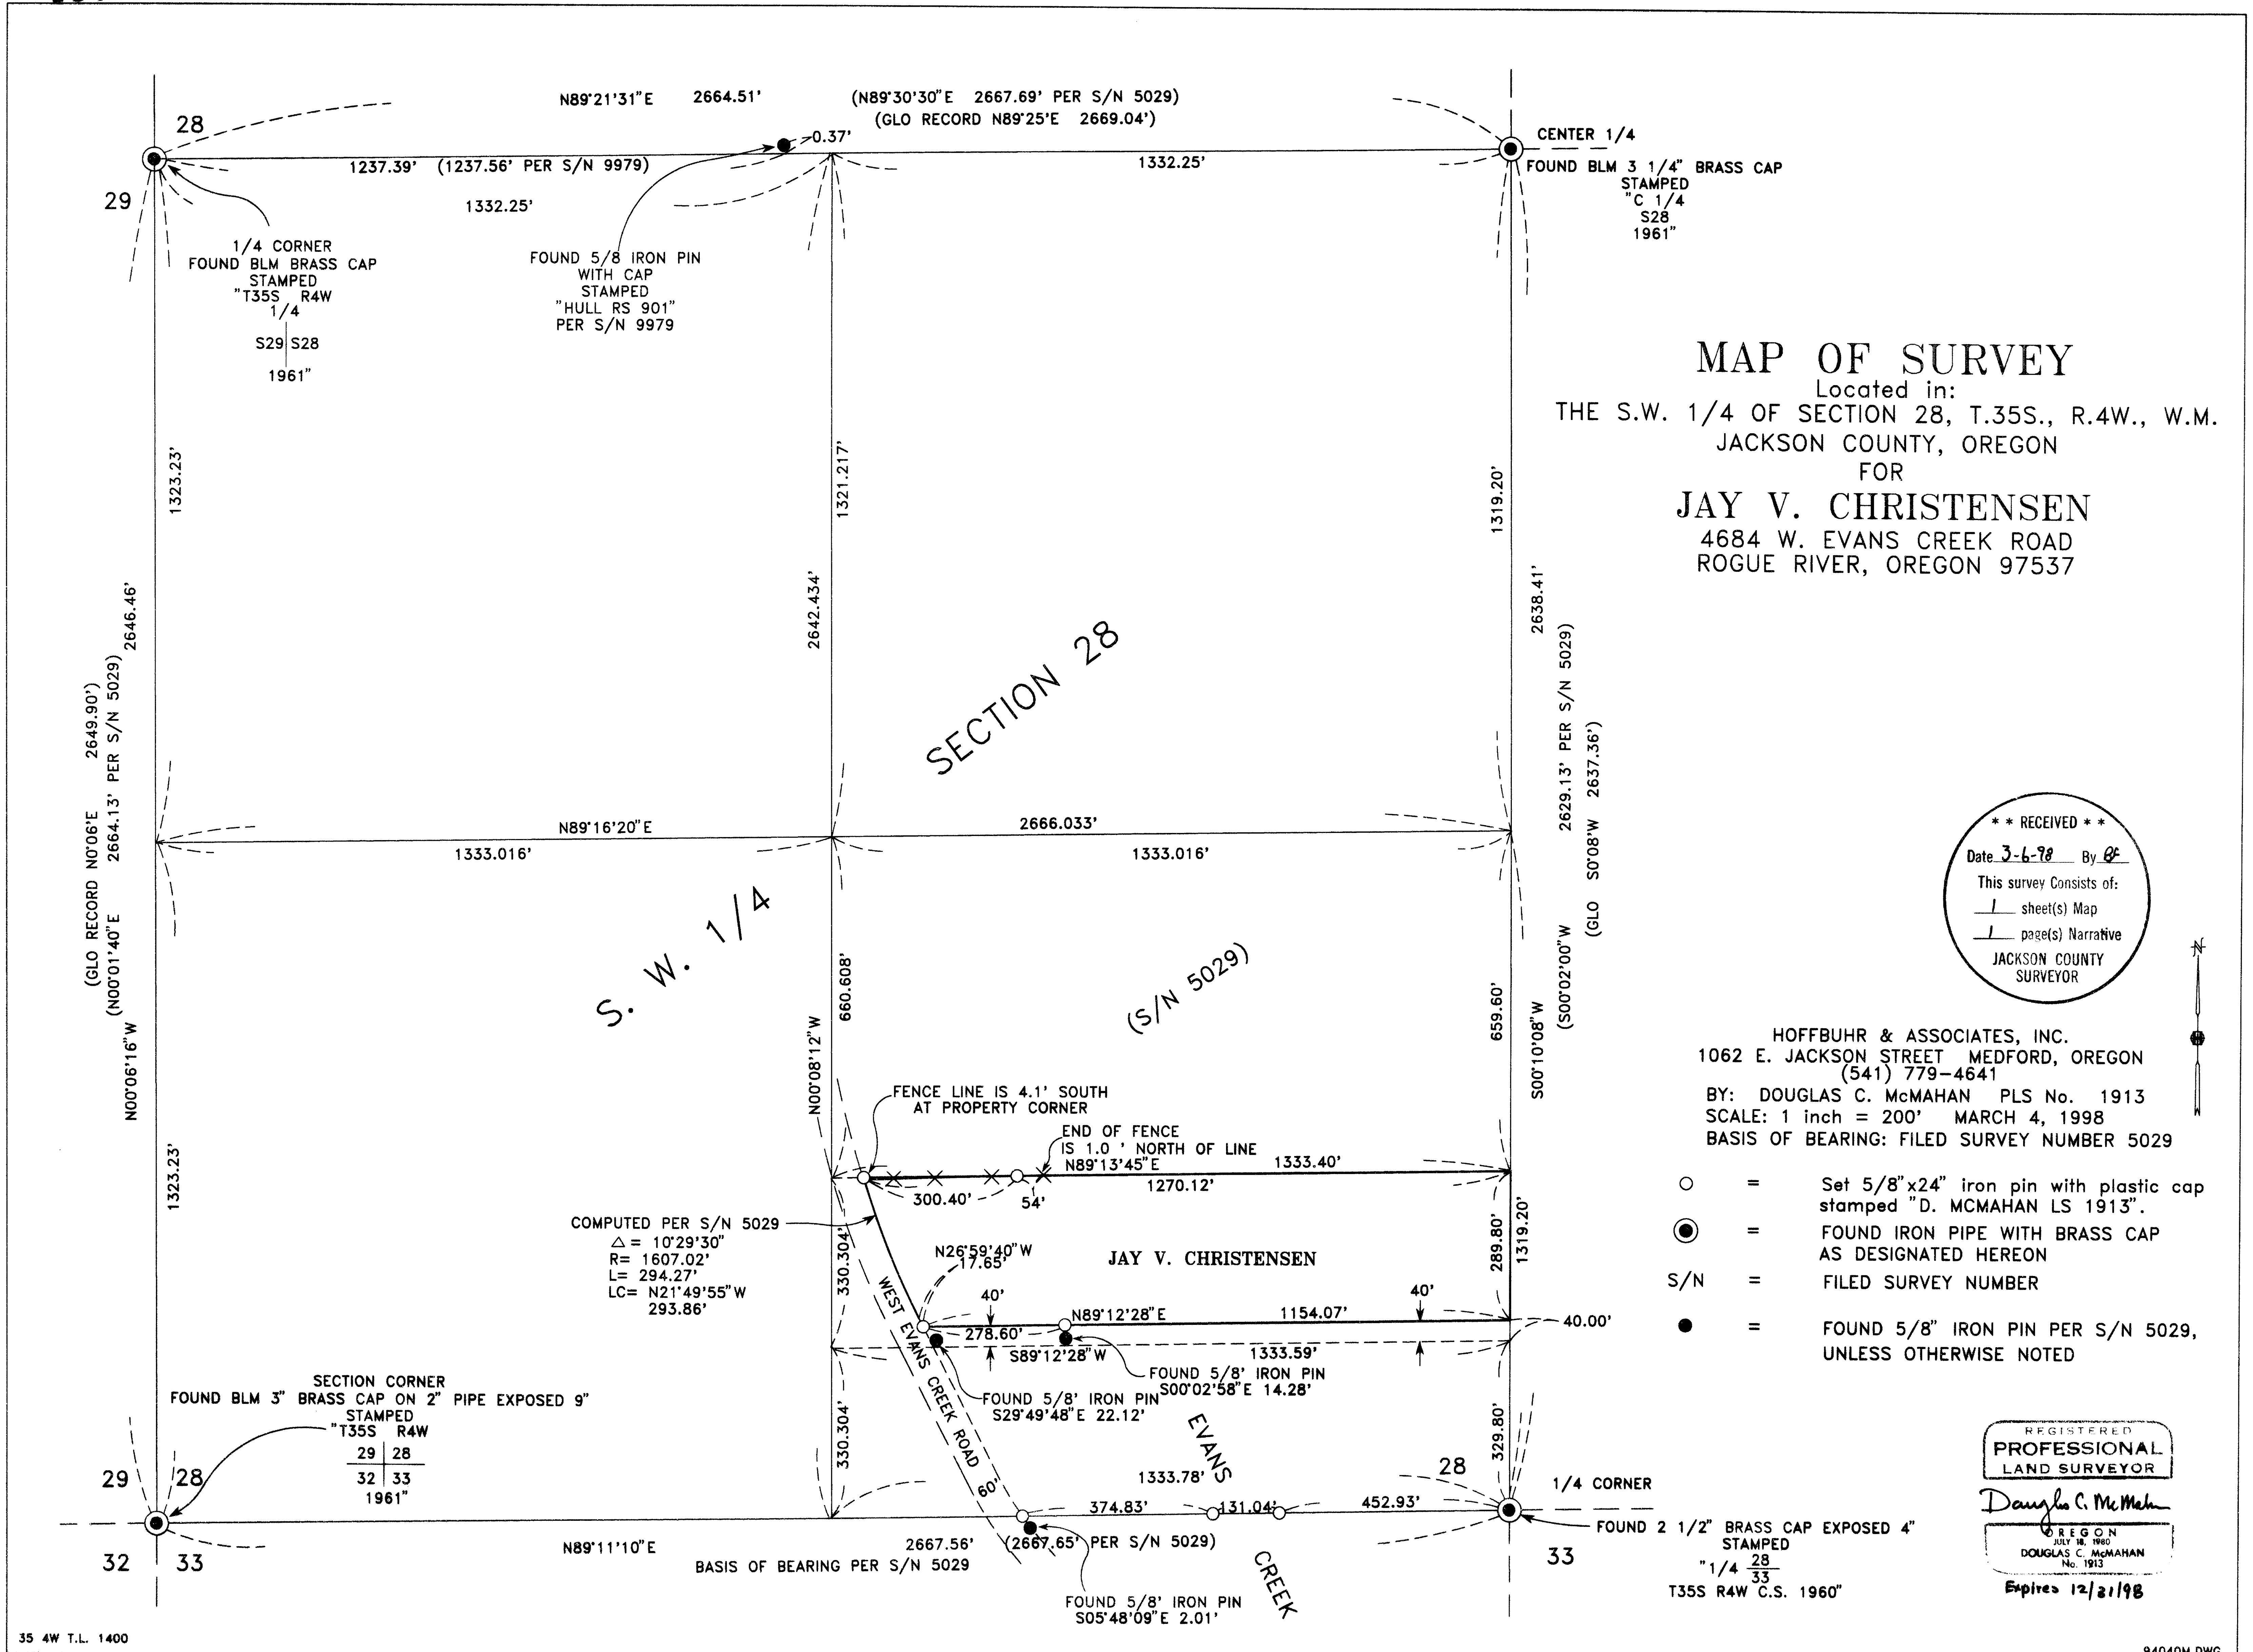 N89°21'31"E 2664.51' (N89°30'30"E 2667.69' PER S/N 5029)
(GLO RECORD N89°25'E 2669.04')
28
29
0.37'
1237.39' (1237.56' PER S/N 9979)
1332.25'
1332.25'
CENTER 1/4
FOUND BLM 3 1/4" BRASS CAP
STAMPED
"C 1/4
S28
1961"
1/4 CORNER
FOUND BLM BRASS CAP
STAMPED
"T35S R4W
1/4
S29 S28
1961"
FOUND 5/8 IRON PIN
WITH CAP
STAMPED
"HULL RS 901"
PER S/N 9979
MAP OF SURVEY
Located in:
THE S.W. 1/4 OF SECTION 28, T.35S., R.4W., W.M.
JACKSON COUNTY, OREGON
FOR
JAY V. CHRISTENSEN
4684 W. EVANS CREEK ROAD
ROGUE RIVER, OREGON 97537
1323.23'
2646.46'
(GLO RECORD N0°06'E 2649.90')
(N00°01'40"E 2664.13' PER S/N 5029)
N00°06'16"W
1323.23'
1321.217'
2642.434'
660.608'
N00°08'12"W
330.304'
330.304'
1319.20'
2638.41'
2629.13' PER S/N 5029)
(S00°02'00"W
(GLO S0°08'W 2637.36')
659.60'
S00°10'08"W
289.80'
1319.20'
329.80'
SECTION 28
S. W. 1/4
(S/N 5029)
N89°16'20"E
2666.033'
1333.016'
1333.016'
* * RECEIVED * *
Date 3-6-98 By
This survey Consists of:
1 sheet(s) Map
1 page(s) Narrative
JACKSON COUNTY
SURVEYOR
N
HOFFBUHR & ASSOCIATES, INC.
1062 E. JACKSON STREET MEDFORD, OREGON
(541) 779-4641
BY: DOUGLAS C. McMAHAN PLS No. 1913
SCALE: 1 inch = 200' MARCH 4, 1998
BASIS OF BEARING: FILED SURVEY NUMBER 5029
= Set 5/8"x24" iron pin with plastic cap
stamped "D. MCMAHAN LS 1913".
= FOUND IRON PIPE WITH BRASS CAP
AS DESIGNATED HEREON
S/N = FILED SURVEY NUMBER
= FOUND 5/8" IRON PIN PER S/N 5029,
UNLESS OTHERWISE NOTED
FENCE LINE IS 4.1' SOUTH
AT PROPERTY CORNER
END OF FENCE
IS 1.0 ' NORTH OF LINE
N89°13'45"E 1333.40'
300.40' 54' 1270.12'
COMPUTED PER S/N 5029
△= 10°29'30"
R= 1607.02'
L= 294.27'
LC= N21°49'55"W
293.86'
N26°59'40"W
17.65'
JAY V. CHRISTENSEN
40'
40'
N89°12'28"E 1154.07'
278.60'
40.00'
S89°12'28"W 1333.59'
FOUND 5/8' IRON PIN
S00°02'58"E 14.28'
FOUND 5/8' IRON PIN
S29°49'48"E 22.12'
WEST EVANS CREEK ROAD
60'
EVANS
CREEK
SECTION CORNER
FOUND BLM 3" BRASS CAP ON 2" PIPE EXPOSED 9"
STAMPED
"T35S R4W
29 28
32 33
1961"
29 28
32 33
1333.78'
374.83' 131.04' 452.93'
28
33
1/4 CORNER
FOUND 2 1/2" BRASS CAP EXPOSED 4"
STAMPED
"1/4 28
33
T35S R4W C.S. 1960"
N89°11'10"E 2667.56' (2667.65' PER S/N 5029)
BASIS OF BEARING PER S/N 5029
FOUND 5/8' IRON PIN
S05°48'09"E 2.01'
REGISTERED
PROFESSIONAL
LAND SURVEYOR
Douglas C. McMahan
OREGON
JULY 18, 1980
DOUGLAS C. McMAHAN
No. 1913
Expires 12/31/98
35 4W T.L. 1400
94040M.DWG